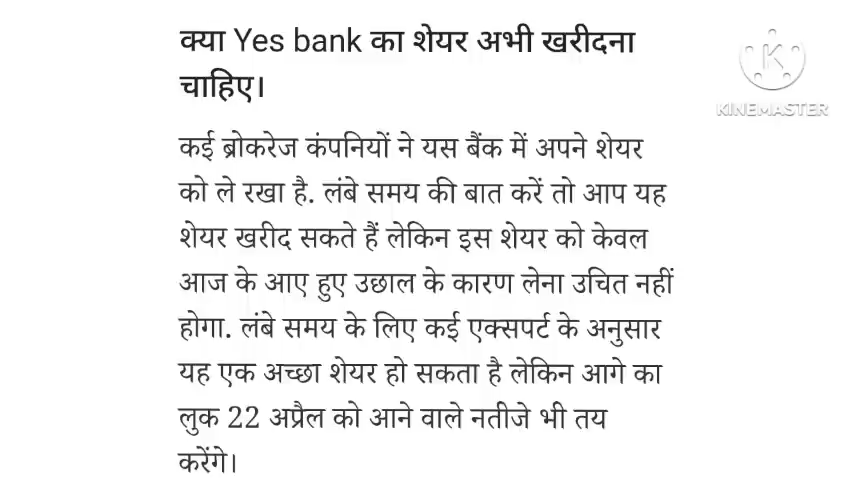 क्या Yes bank का शेयर अभी खरीदना
चाहिए।
K
KINEMASTER
कई ब्रोकरेज कंपनियों ने यस बैंक में अपने शेयर
को ले रखा है. लंबे समय की बात करें तो आप यह
शेयर खरीद सकते हैं लेकिन इस शेयर को केवल
आज के आए हुए उछाल के कारण लेना उचित नहीं
होगा. लंबे समय के लिए कई एक्सपर्ट के अनुसार
यह एक अच्छा शेयर हो सकता है लेकिन आगे का
लुक 22 अप्रैल को आने वाले नतीजे भी तय
करेंगे।